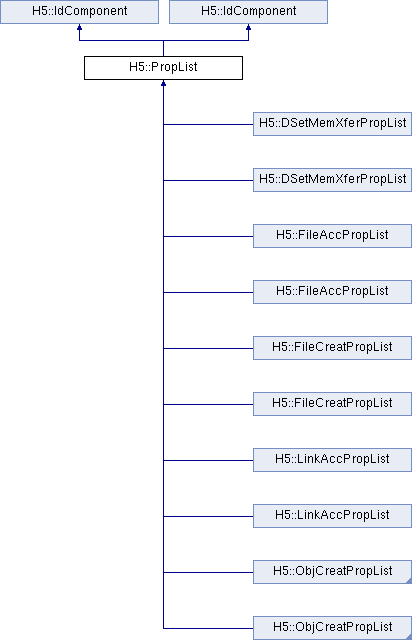 H5::IdComponent
H5::IdComponent
H5::PropList
H5::DSetMemXferPropList
H5::DSetMemXferPropList
H5::FileAccPropList
H5::FileAccPropList
H5::FileCreatPropList
H5::FileCreatPropList
H5::LinkAccPropList
H5::LinkAccPropList
H5::ObjCreatPropList
H5::ObjCreatPropList